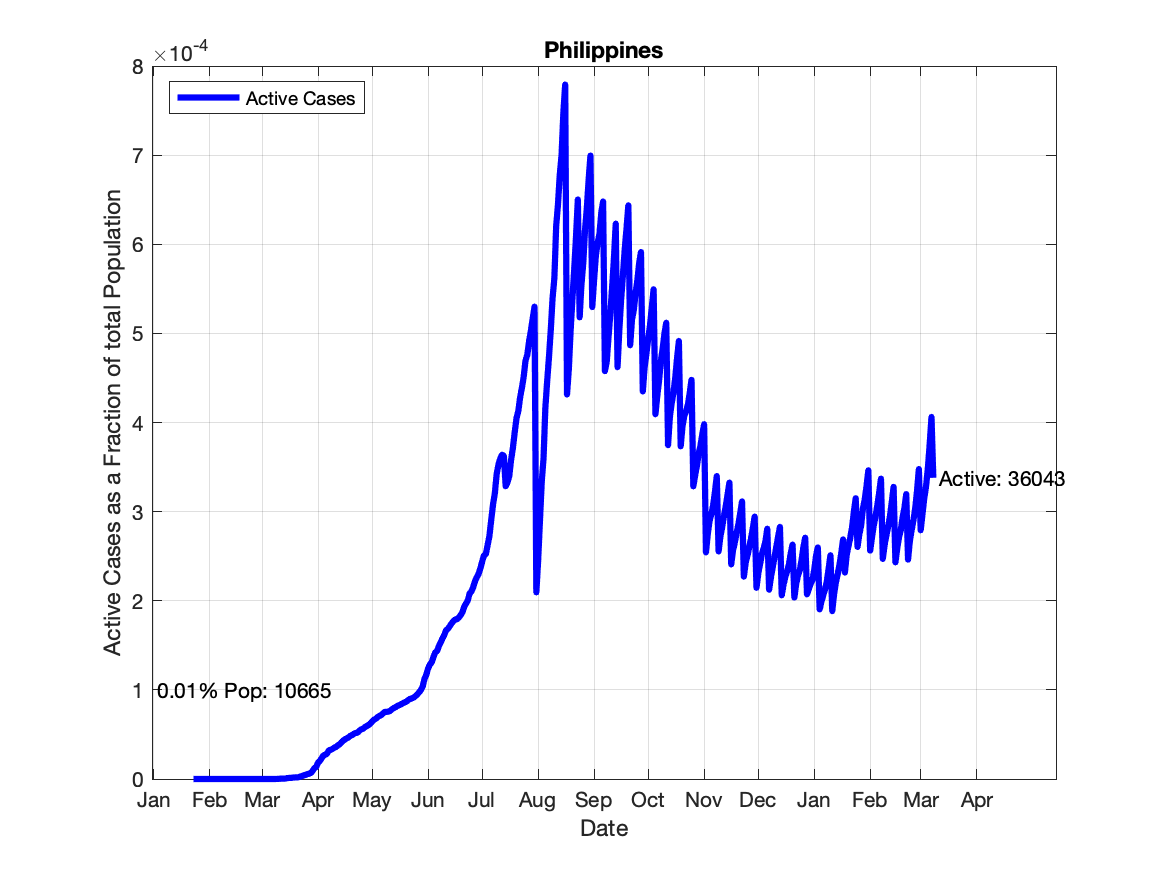 Philippines
×10-4
Active Cases
8
7
6
5
4
3
2
1
0
Active Cases as a Fraction of total Population
0.01% Pop: 10665
Active: 36043
Jan Feb Mar Apr May Jun Jul Aug Sep Oct Nov Dec Jan Feb Mar Apr
Date